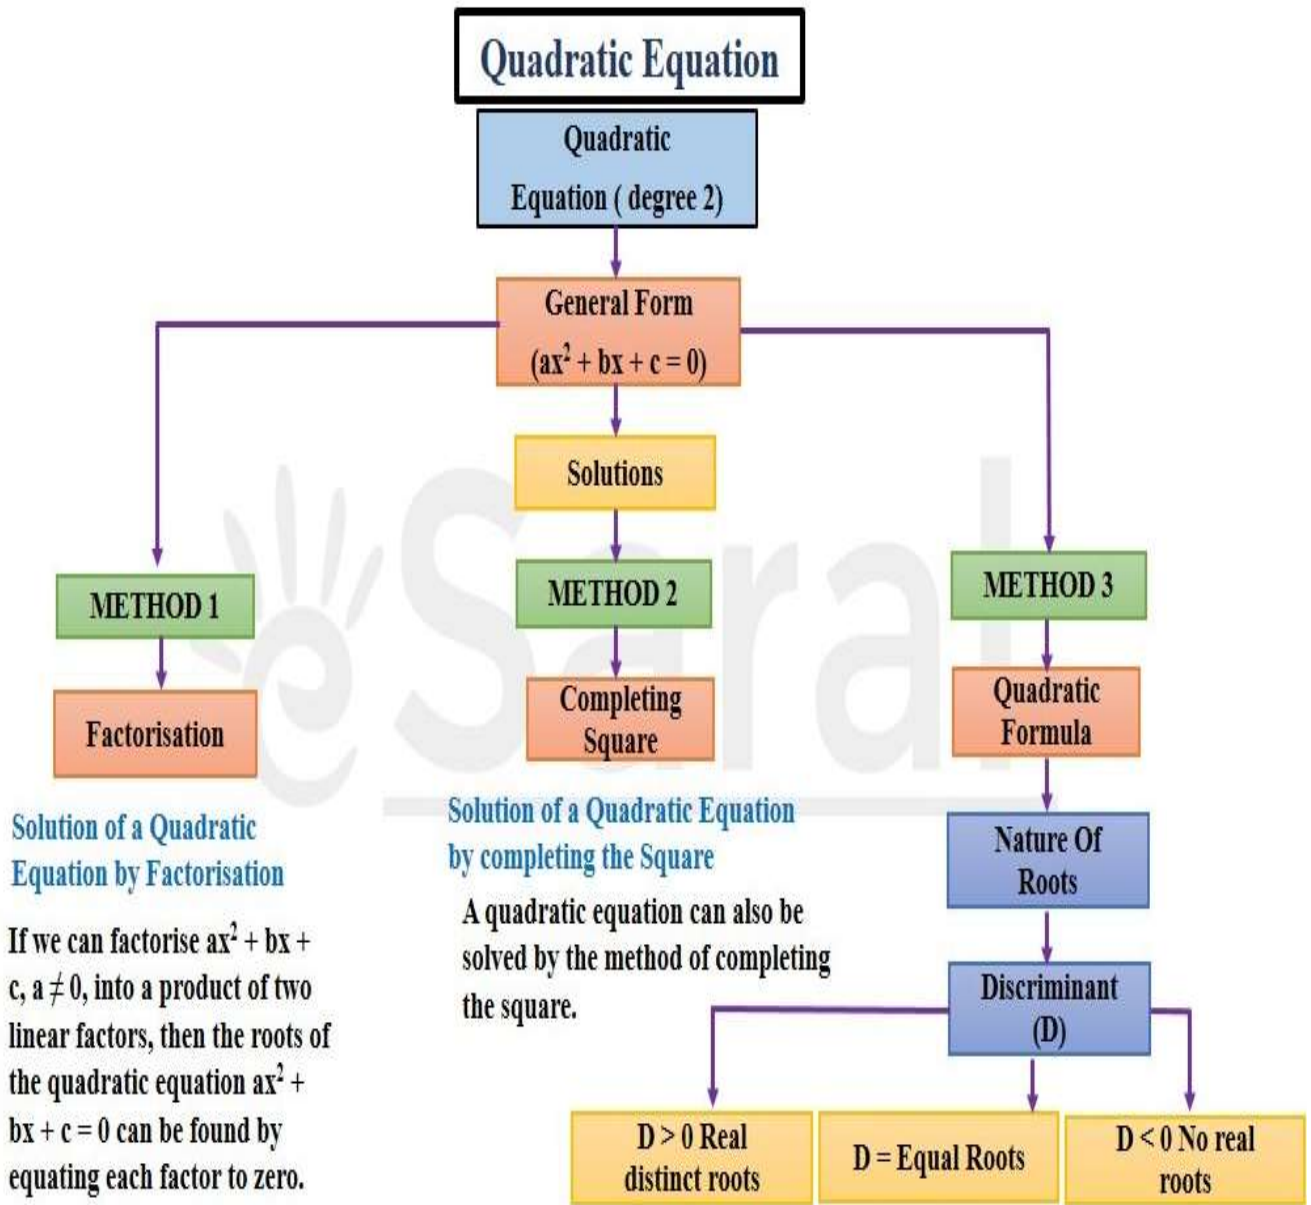 Quadratic Equation
Quadratic
Equation ( degree 2)
General Form
(ax² + bx + c = 0)
Solutions
METHOD 1
METHOD 2
METHOD 3
Factorisation
Completing
Square
Quadratic
Formula
Solution of a Quadratic
Equation by Factorisation
If we can factorise ax² + bx +
c, a ≠ 0, into a product of two
linear factors, then the roots of
the quadratic equation ax² +
bx + c = 0 can be found by
equating each factor to zero.
Solution of a Quadratic Equation
by completing the Square
A quadratic equation can also be
solved by the method of completing
the square.
Nature Of
Roots
Discriminant
(D)
D > 0 Real
distinct roots
D = Equal Roots
D < 0 No real
roots
eSaral